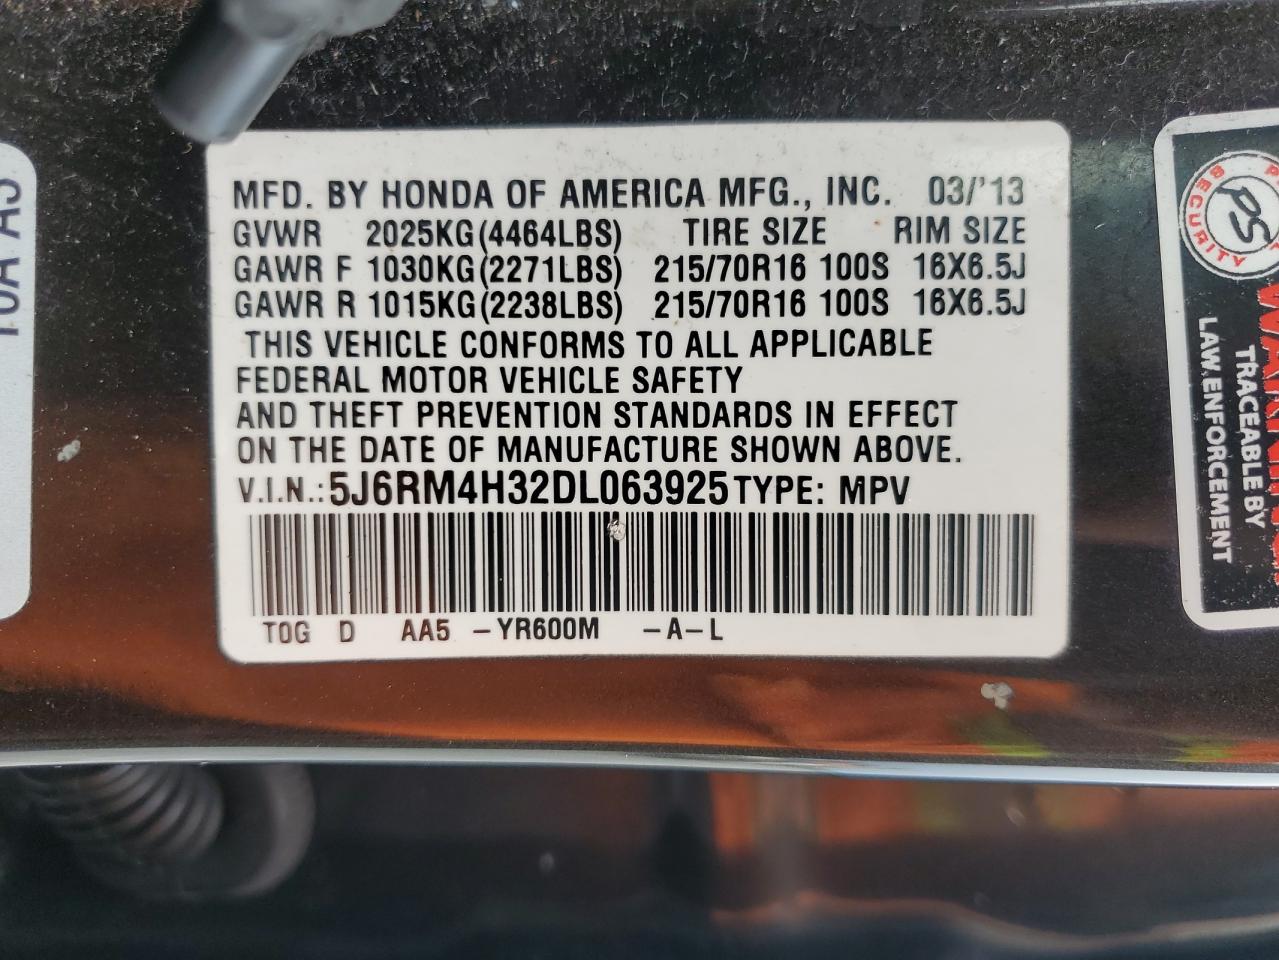 MFD. BY HONDA OF AMERICA MFG., INC. 03/'13
GVWR 2025KG(4464LBS) TIRE SIZE RIM SIZE
GAWR F 1030KG(2271LBS) 215/70R16 100S 16X6.5J
GAWR R 1015KG(2238LBS) 215/70R16 100S 16X6.5J
THIS VEHICLE CONFORMS TO ALL APPLICABLE
FEDERAL MOTOR VEHICLE SAFETY
AND THEFT PREVENTION STANDARDS IN EFFECT
ON THE DATE OF MANUFACTURE SHOWN ABOVE.
V.I.N.:5J6RM4H32DL063925 TYPE: MPV
TOG D AA5 -YR600M -A-L
PS
SECURITY
TRACEABLE BY
LAW ENFORCEMENT